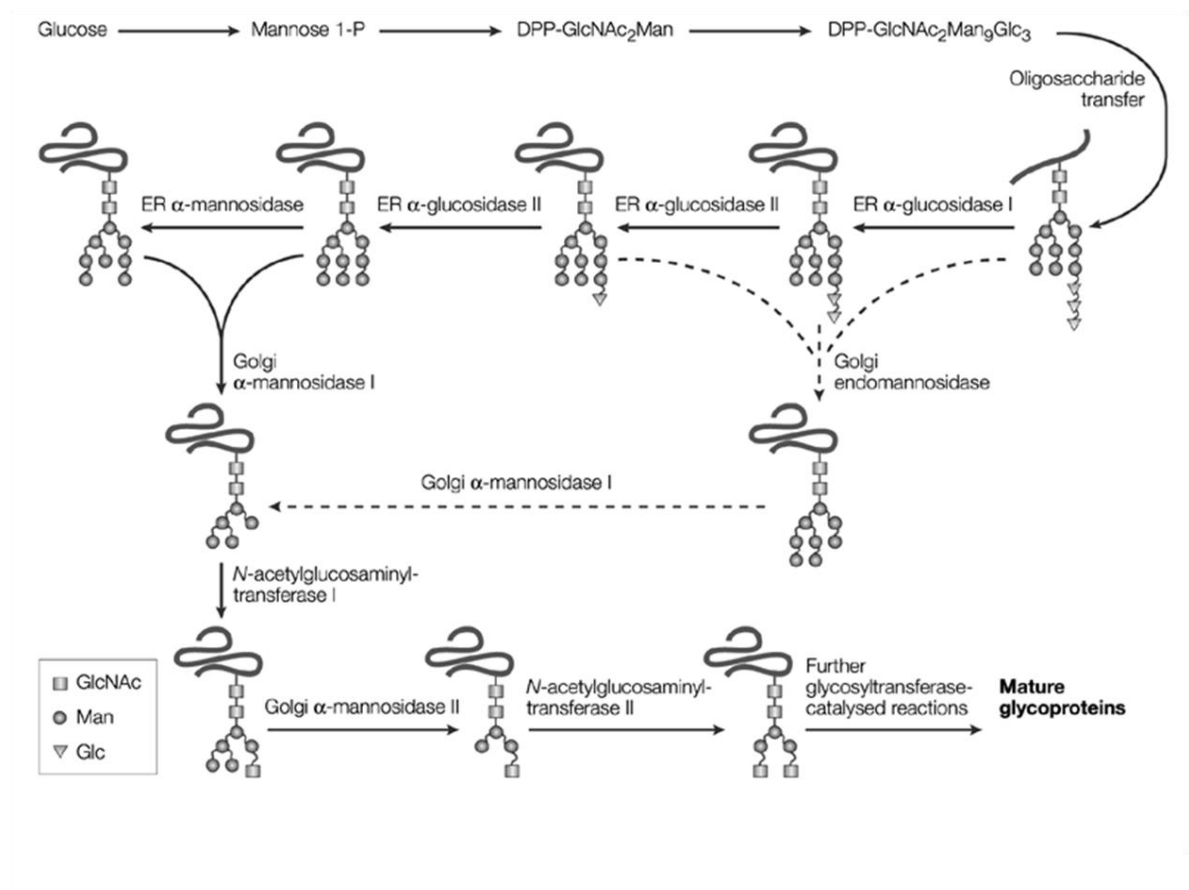 Glucose
Mannose 1-P
DPP-GlcNAc₂Man
DPP-GlcNAc₂Man₉Glc₃
Oligosaccharide
transfer
ER α-mannosidase
ER α-glucosidase II
ER α-glucosidase II
ER α-glucosidase I
Golgi
α-mannosidase I
Golgi
endomannosidase
Golgi α-mannosidase I
N-acetylglucosaminyl-
transferase I
GlcNAc
Man
Glc
Golgi α-mannosidase II
N-acetylglucosaminyl-
transferase II
Further
glycosyltransferase-
catalysed reactions
Mature
glycoproteins